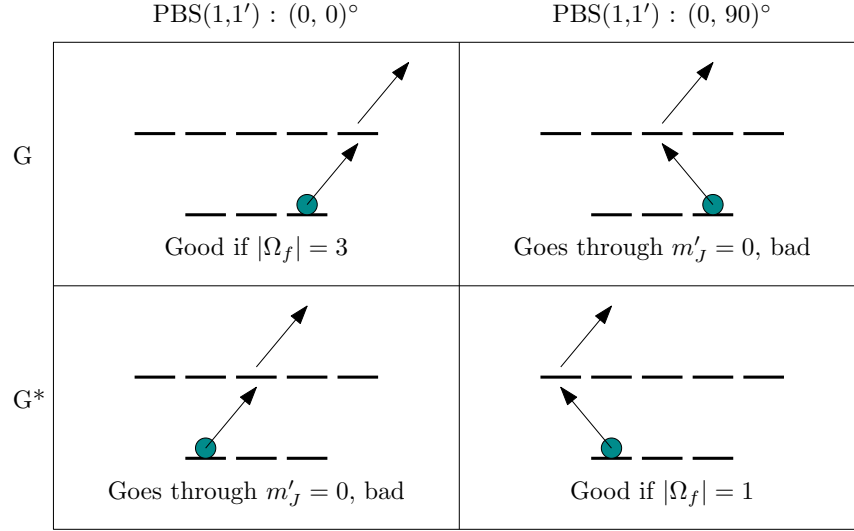 PBS(1,1′) : (0, 0)° PBS(1,1′) : (0, 90)°
G
Good if |Ω_f| = 3 Goes through m′_J = 0, bad
G*
Goes through m′_J = 0, bad Good if |Ω_f| = 1